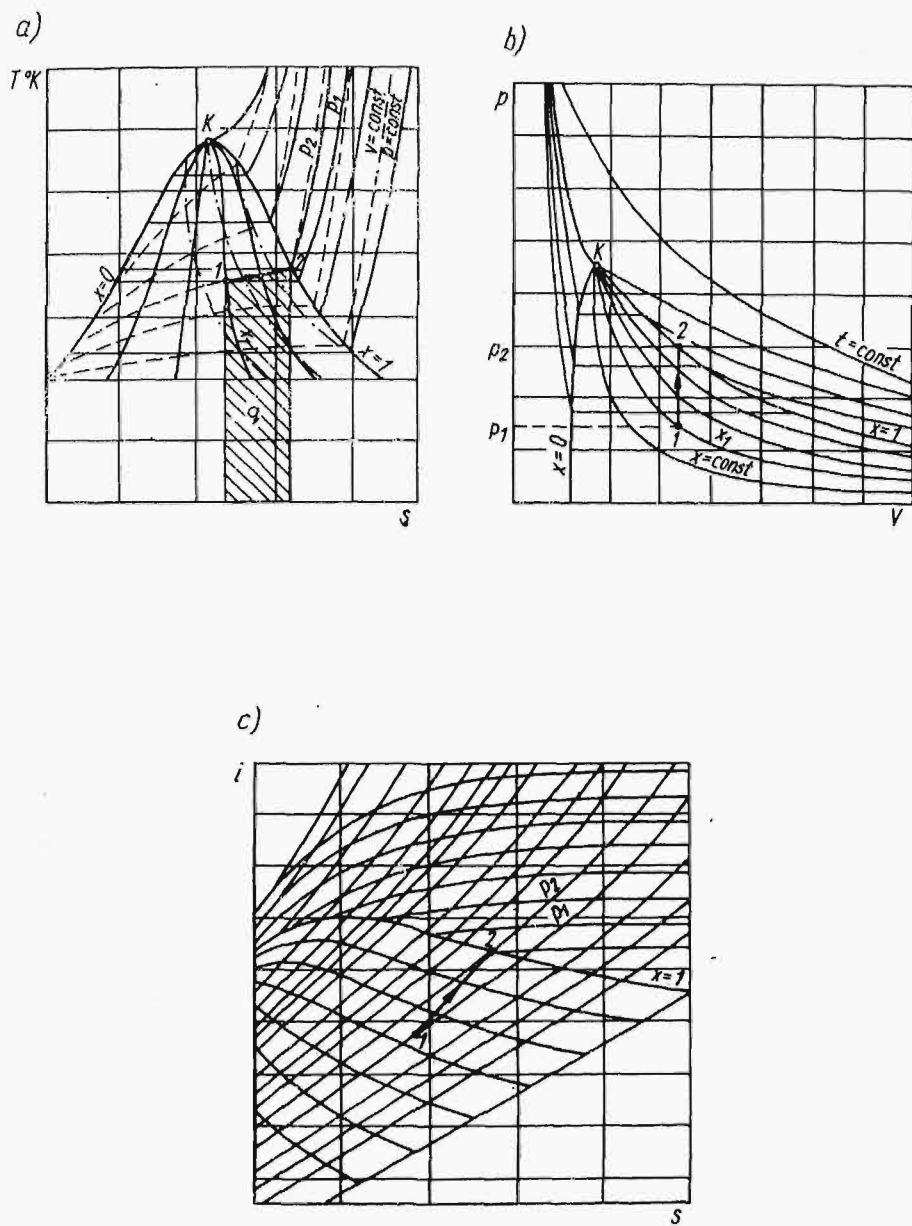 a)
T °K
K
p2
p1
v=const
p=const
x=0
1
2
x1
x=1
q
s
b)
p
K
p2
2
t=const
p1
1
x1
x=1
x=0
x=const
V
c)
i
p2
p1
2
x=1
1
s